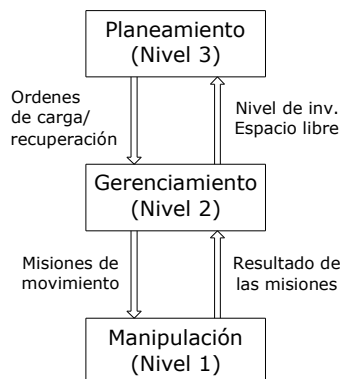 Planeamiento
(Nivel 3)
Ordenes
de carga/
recuperación
Nivel de inv.
Espacio libre
Gerenciamiento
(Nivel 2)
Misiones de
movimiento
Resultado de
las misiones
Manipulación
(Nivel 1)